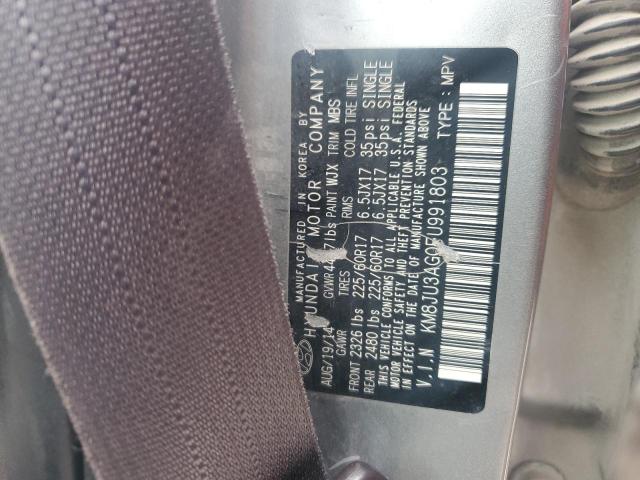 MANUFACTURED IN KOREA BY
HYUNDAI MOTOR COMPANY
AUG/19/14 GVWR lbs PAINT WJX TRIM MBS
GAWR TIRES RIMS COLD TIRE INFL
FRONT 2326 lbs 225/60R17 6.5JX17 35psi SINGLE
REAR 2480 lbs 225/60R17 6.5JX17 35psi SINGLE
THIS VEHICLE CONFORMS TO ALL APPLICABLE U.S.A. FEDERAL
MOTOR VEHICLE SAFETY AND THEFT PREVENTION STANDARDS
IN EFFECT ON THE DATE OF MANUFACTURE SHOWN ABOVE
V.I.N TYPE : MPV